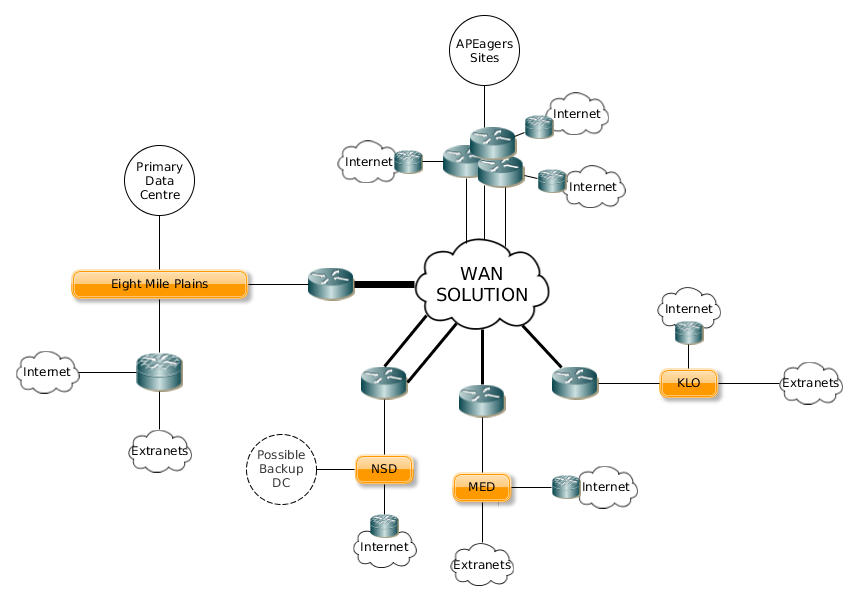 APEagers
Sites
Internet
Internet
Internet
Primary
Data
Centre
Eight Mile Plains
WAN
SOLUTION
Internet
Internet
Extranets
KLO
Extranets
Possible
Backup
DC
NSD
MED
Internet
Internet
Extranets